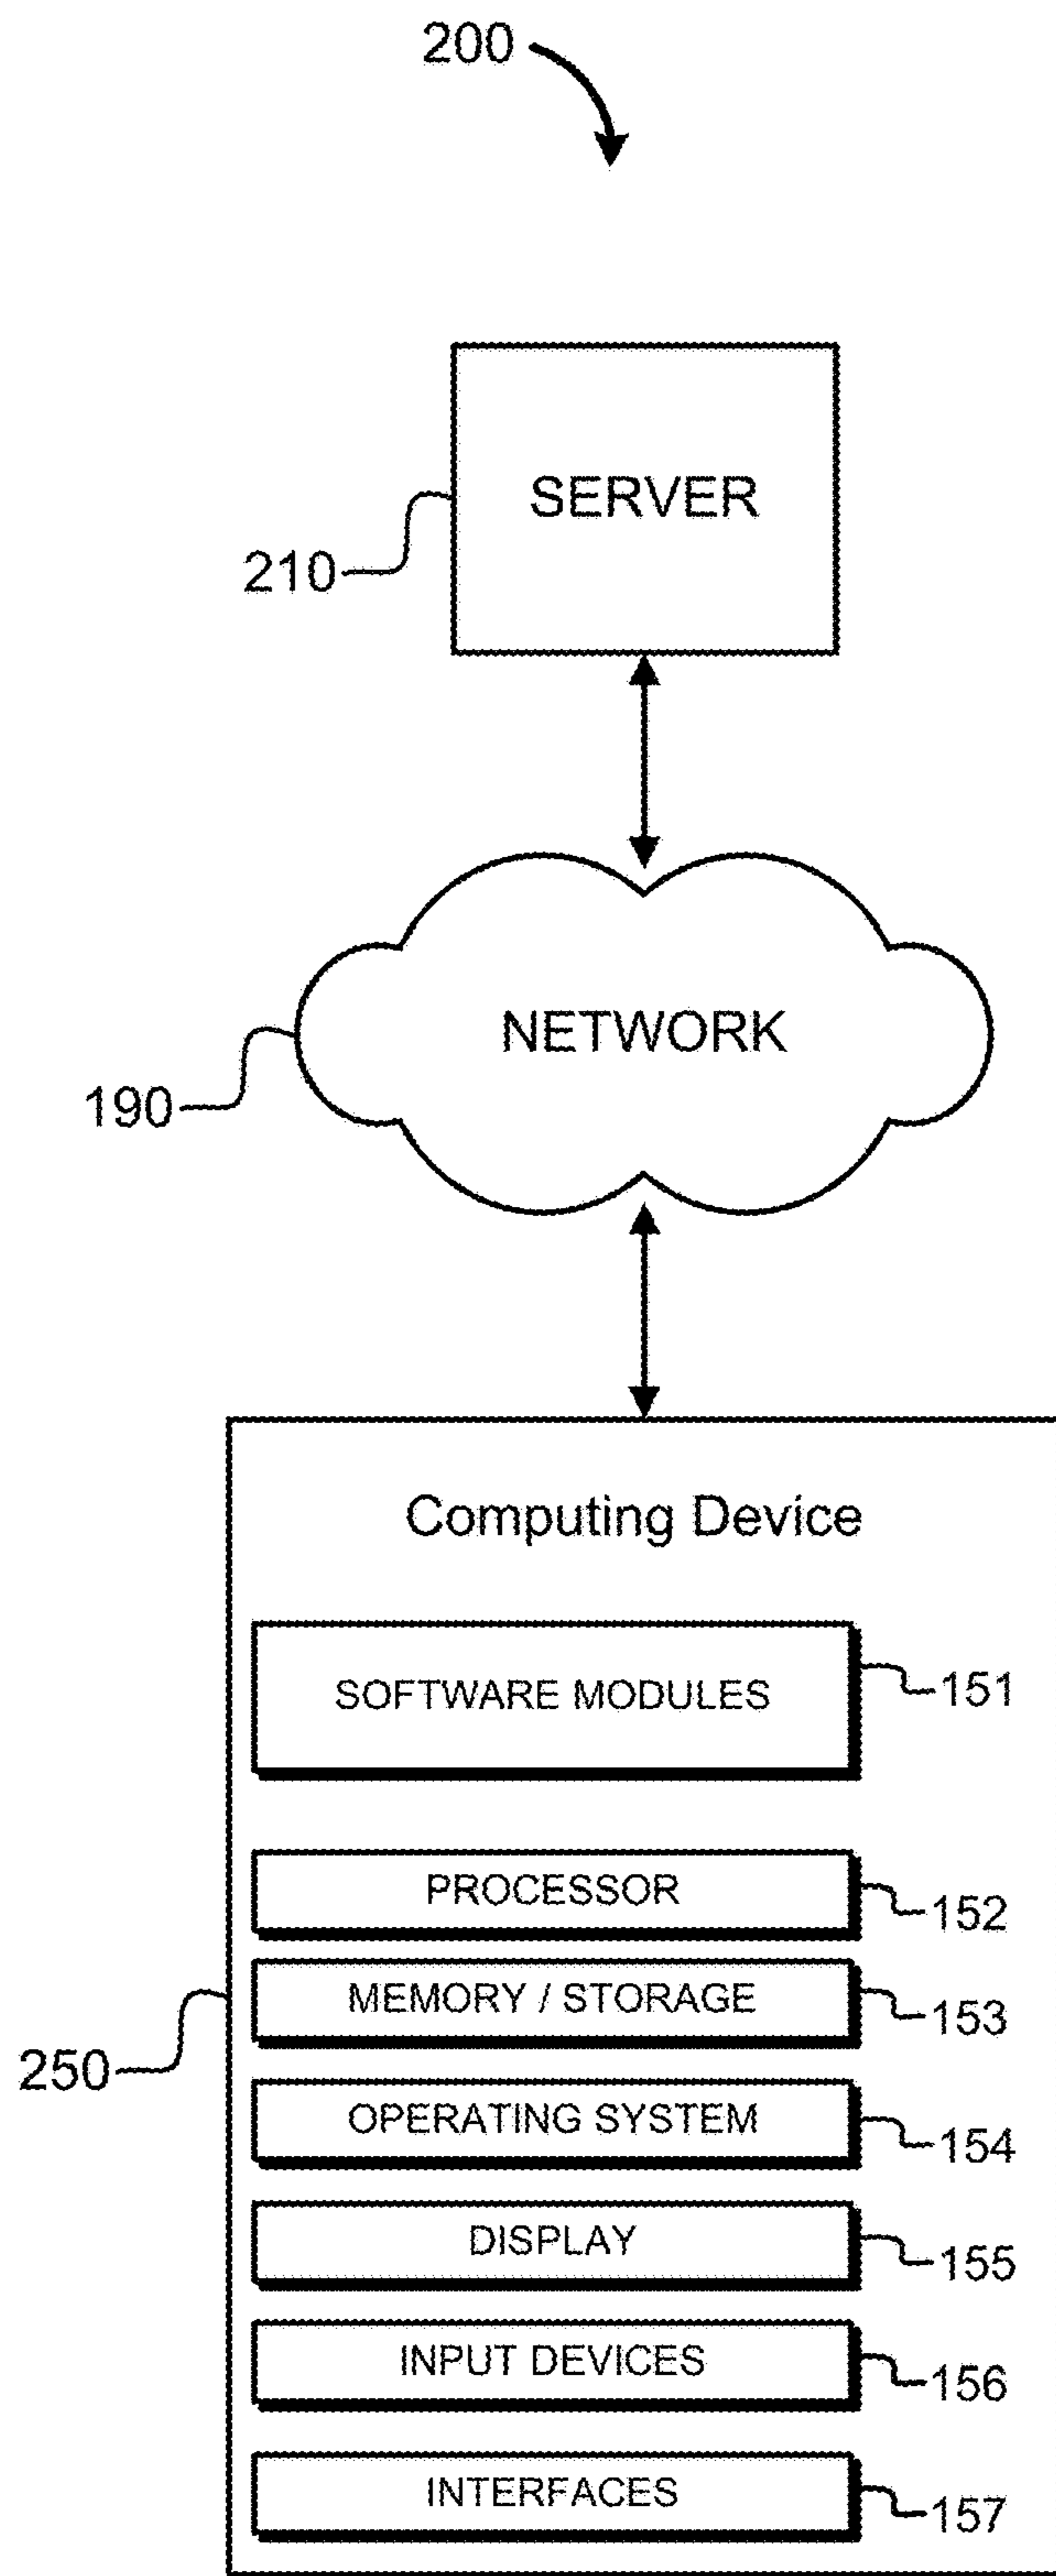 200
SERVER
210
NETWORK
190
Computing Device
SOFTWARE MODULES
151
PROCESSOR
152
MEMORY / STORAGE
153
250
OPERATING SYSTEM
154
DISPLAY
155
INPUT DEVICES
156
INTERFACES
157